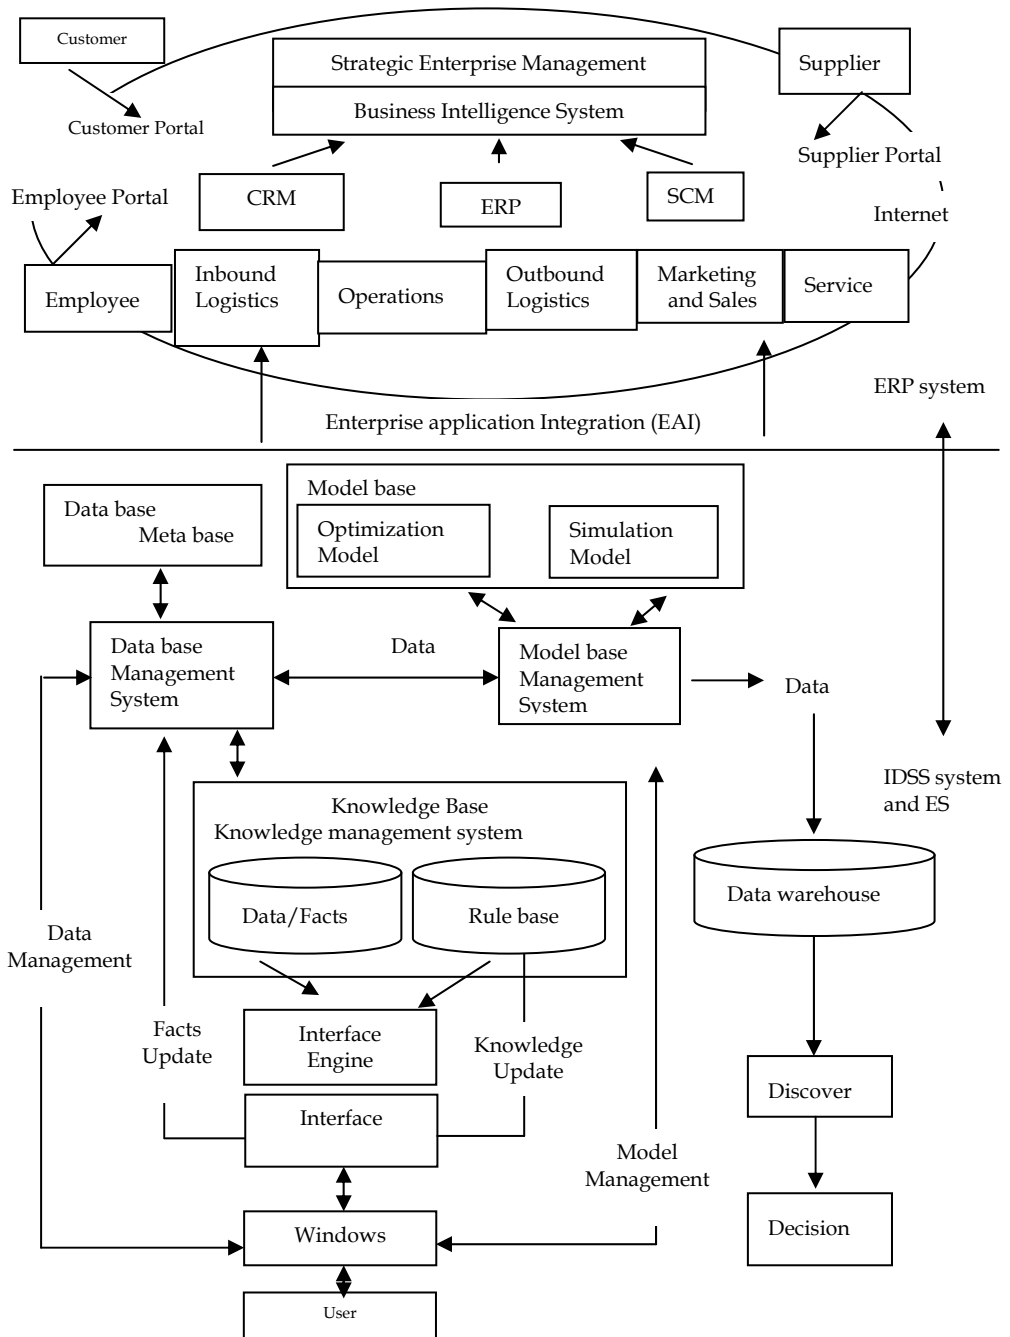 Customer
Strategic Enterprise Management
Supplier
Business Intelligence System
Customer Portal
Supplier Portal
Employee Portal
CRM
ERP
SCM
Internet
Employee
Inbound
Logistics
Operations
Outbound
Logistics
Marketing
and Sales
Service
ERP system
Enterprise application Integration (EAI)
Data base
Meta base
Model base
Optimization
Model
Simulation
Model
Data base
Management
System
Data
Model base
Management
System
Data
IDSS system
and ES
Knowledge Base
Knowledge management system
Data/Facts
Rule base
Data warehouse
Data
Management
Facts
Update
Interface
Engine
Knowledge
Update
Discover
Interface
Model
Management
Windows
Decision
User